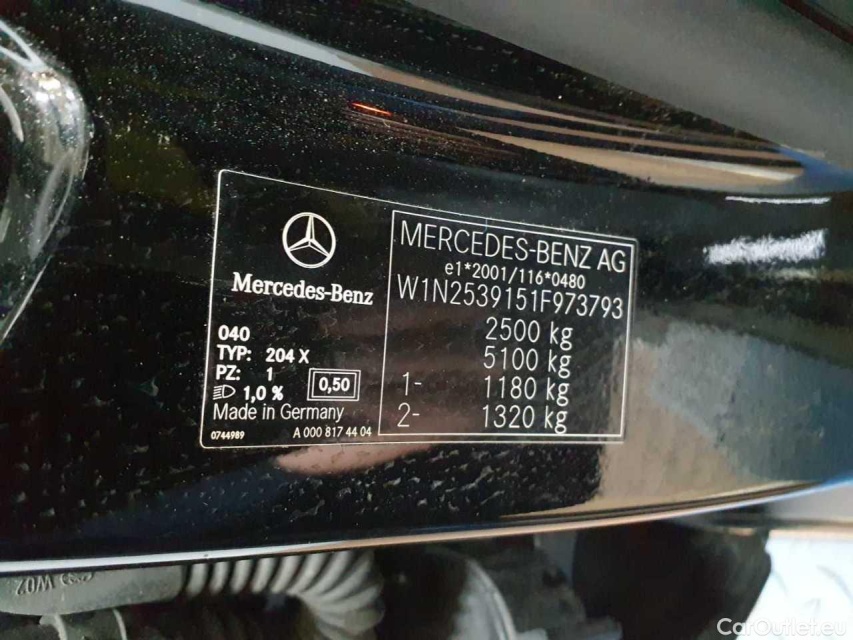 Mercedes-Benz
040
TYP: 204 X
PZ: 1
1,0 % 0,50
Made in Germany
0744989 A 000 817 44 04
MERCEDES-BENZ AG
e1*2001/116*0480
W1N2539151F973793
2500 kg
5100 kg
1- 1180 kg
2- 1320 kg
CarOutlet.eu